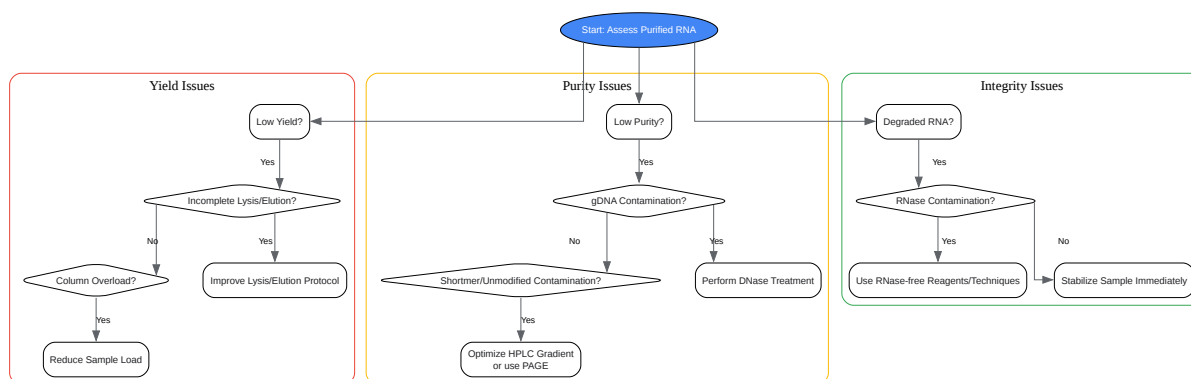 Start: Assess Purified RNA
Yield Issues
Purity Issues
Integrity Issues
Low Yield?
Low Purity?
Degraded RNA?
Yes
Yes
Yes
Incomplete Lysis/Elution?
gDNA Contamination?
RNase Contamination?
No
Yes
No
Yes
Yes
No
Column Overload?
Improve Lysis/Elution Protocol
Shortmer/Unmodified Contamination?
Perform DNase Treatment
Use RNase-free Reagents/Techniques
Stabilize Sample Immediately
Yes
Yes
Reduce Sample Load
Optimize HPLC Gradient
or use PAGE